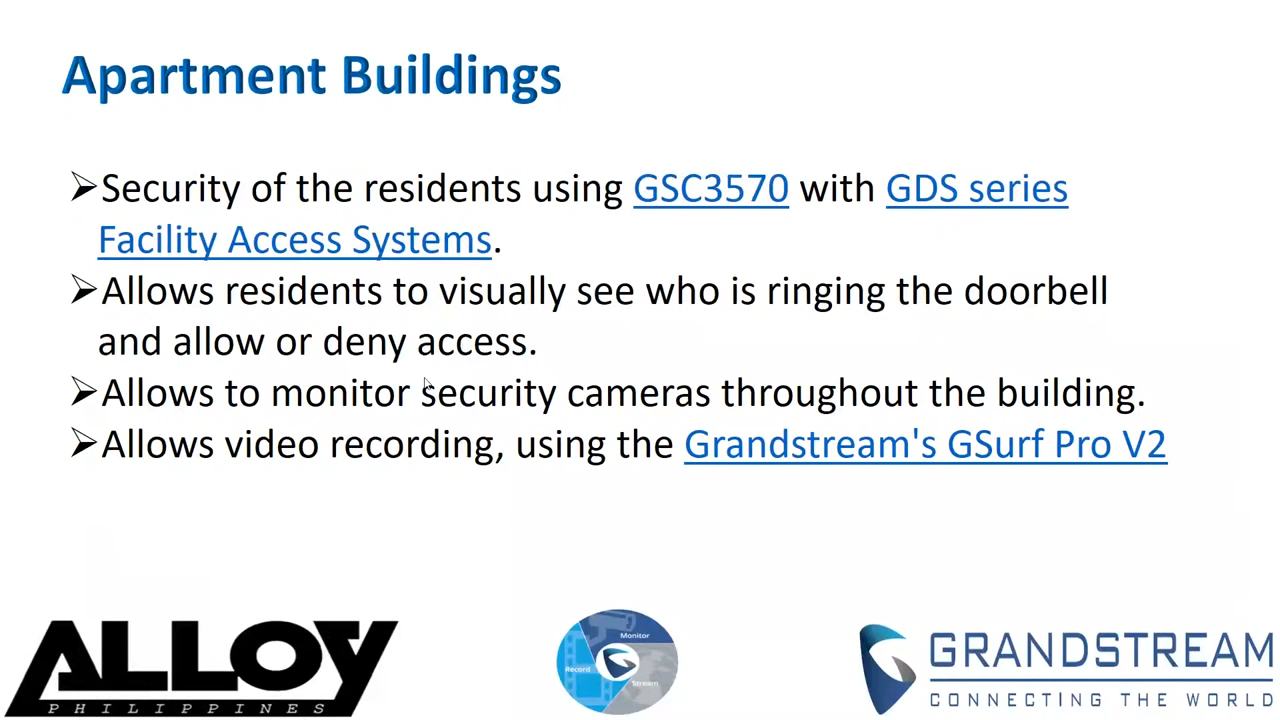 Apartment Buildings
➢Security of the residents using GSC3570 with GDS series
Facility Access Systems.
➢Allows residents to visually see who is ringing the doorbell
and allow or deny access.
➢Allows to monitor security cameras throughout the building.
➢Allows video recording, using the Grandstream's GSurf Pro V2
ALLOY
PHILIPPINES
Monitor
Record
Stream
GRANDSTREAM
CONNECTING THE WORLD